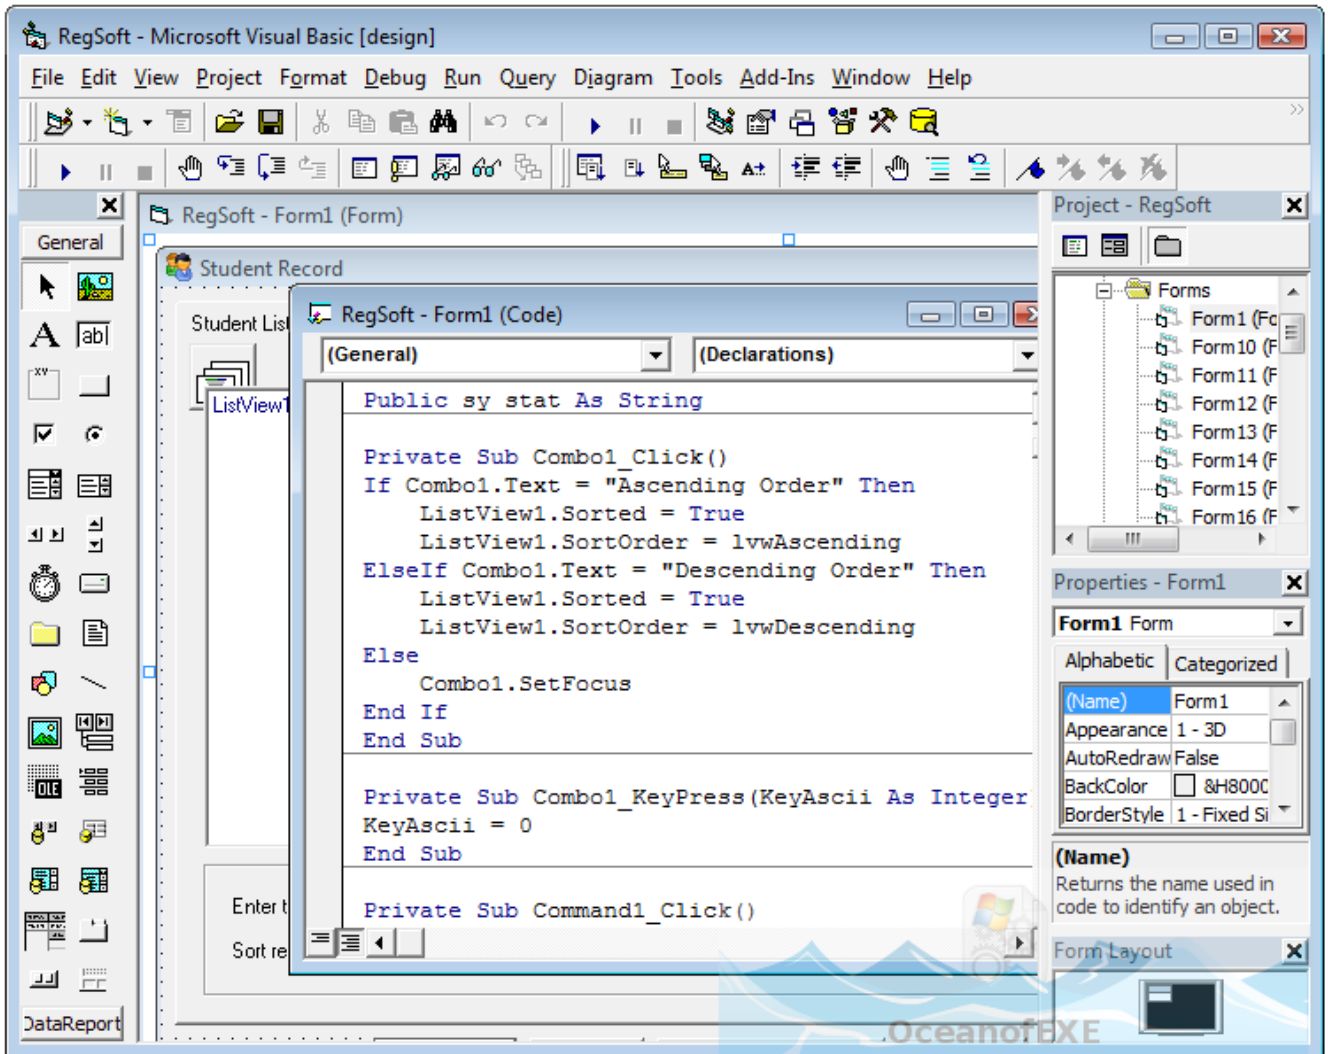 RegSoft - Microsoft Visual Basic [design]
File Edit View Project Format Debug Run Query Diagram Tools Add-Ins Window Help
General
A
ab
XY
OLE
DataReport
RegSoft - Form1 (Form)
Student Record
Student List
ListView1
Enter t
Sort re
RegSoft - Form1 (Code)
(General) (Declarations)
Public sy stat As String
Private Sub Combo1_Click()
If Combo1.Text = "Ascending Order" Then
ListView1.Sorted = True
ListView1.SortOrder = lvwAscending
ElseIf Combo1.Text = "Descending Order" Then
ListView1.Sorted = True
ListView1.SortOrder = lvwDescending
Else
Combo1.SetFocus
End If
End Sub
Private Sub Combo1_KeyPress(KeyAscii As Integer)
KeyAscii = 0
End Sub
Private Sub Command1_Click()
Project - RegSoft
Forms
Form1 (Fo
Form10 (F
Form11 (F
Form12 (F
Form13 (F
Form14 (F
Form15 (F
Form16 (F
Properties - Form1
Form1 Form
Alphabetic Categorized
(Name) Form1
Appearance 1 - 3D
AutoRedraw False
BackColor &H8000
BorderStyle 1 - Fixed Si
(Name)
Returns the name used in
code to identify an object.
Form Layout
OceanofEXE